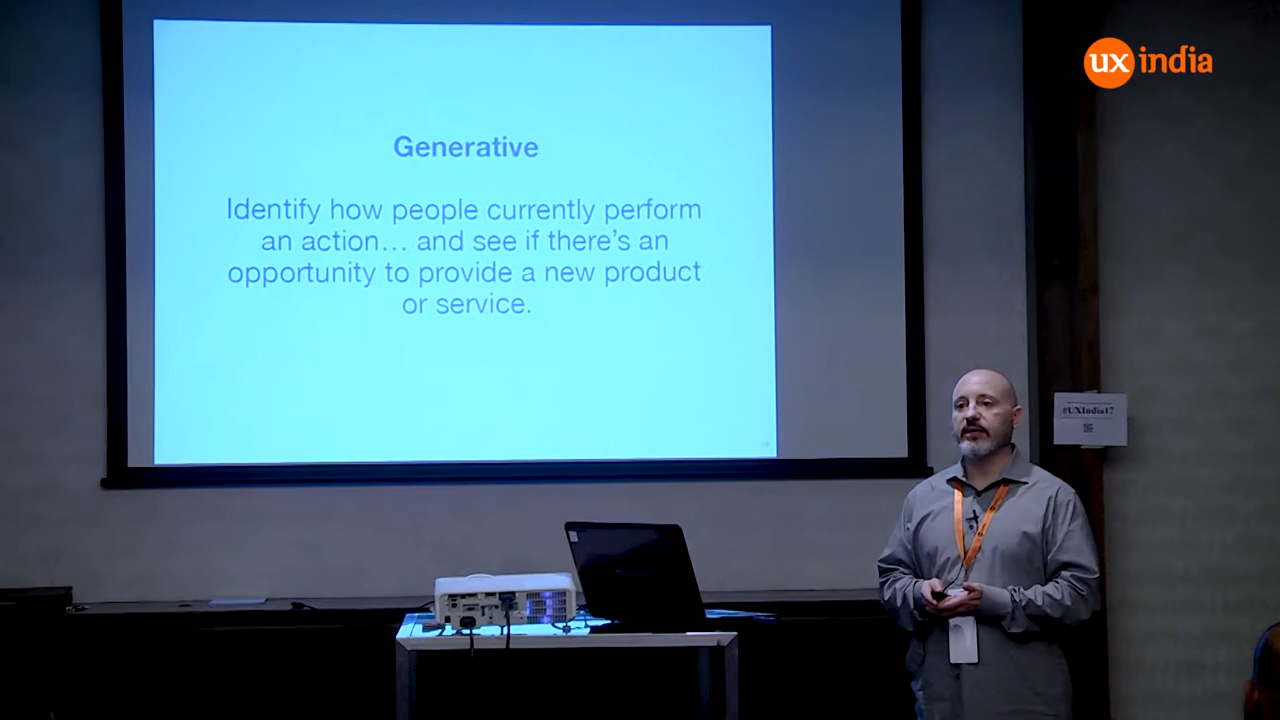 ux india
Generative
Identify how people currently perform
an action... and see if there's an
opportunity to provide a new product
or service.
#UXIndia17